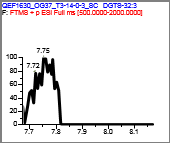 QEF1630_OG37_T3-14-0-3_SC DGT8-32:3
F: FTMS + p ESI Full ms [500.0000-2000.0000]
7.75
7.72
100
80
60
40
20
0
7.7 7.8 7.9 8.0 8.1